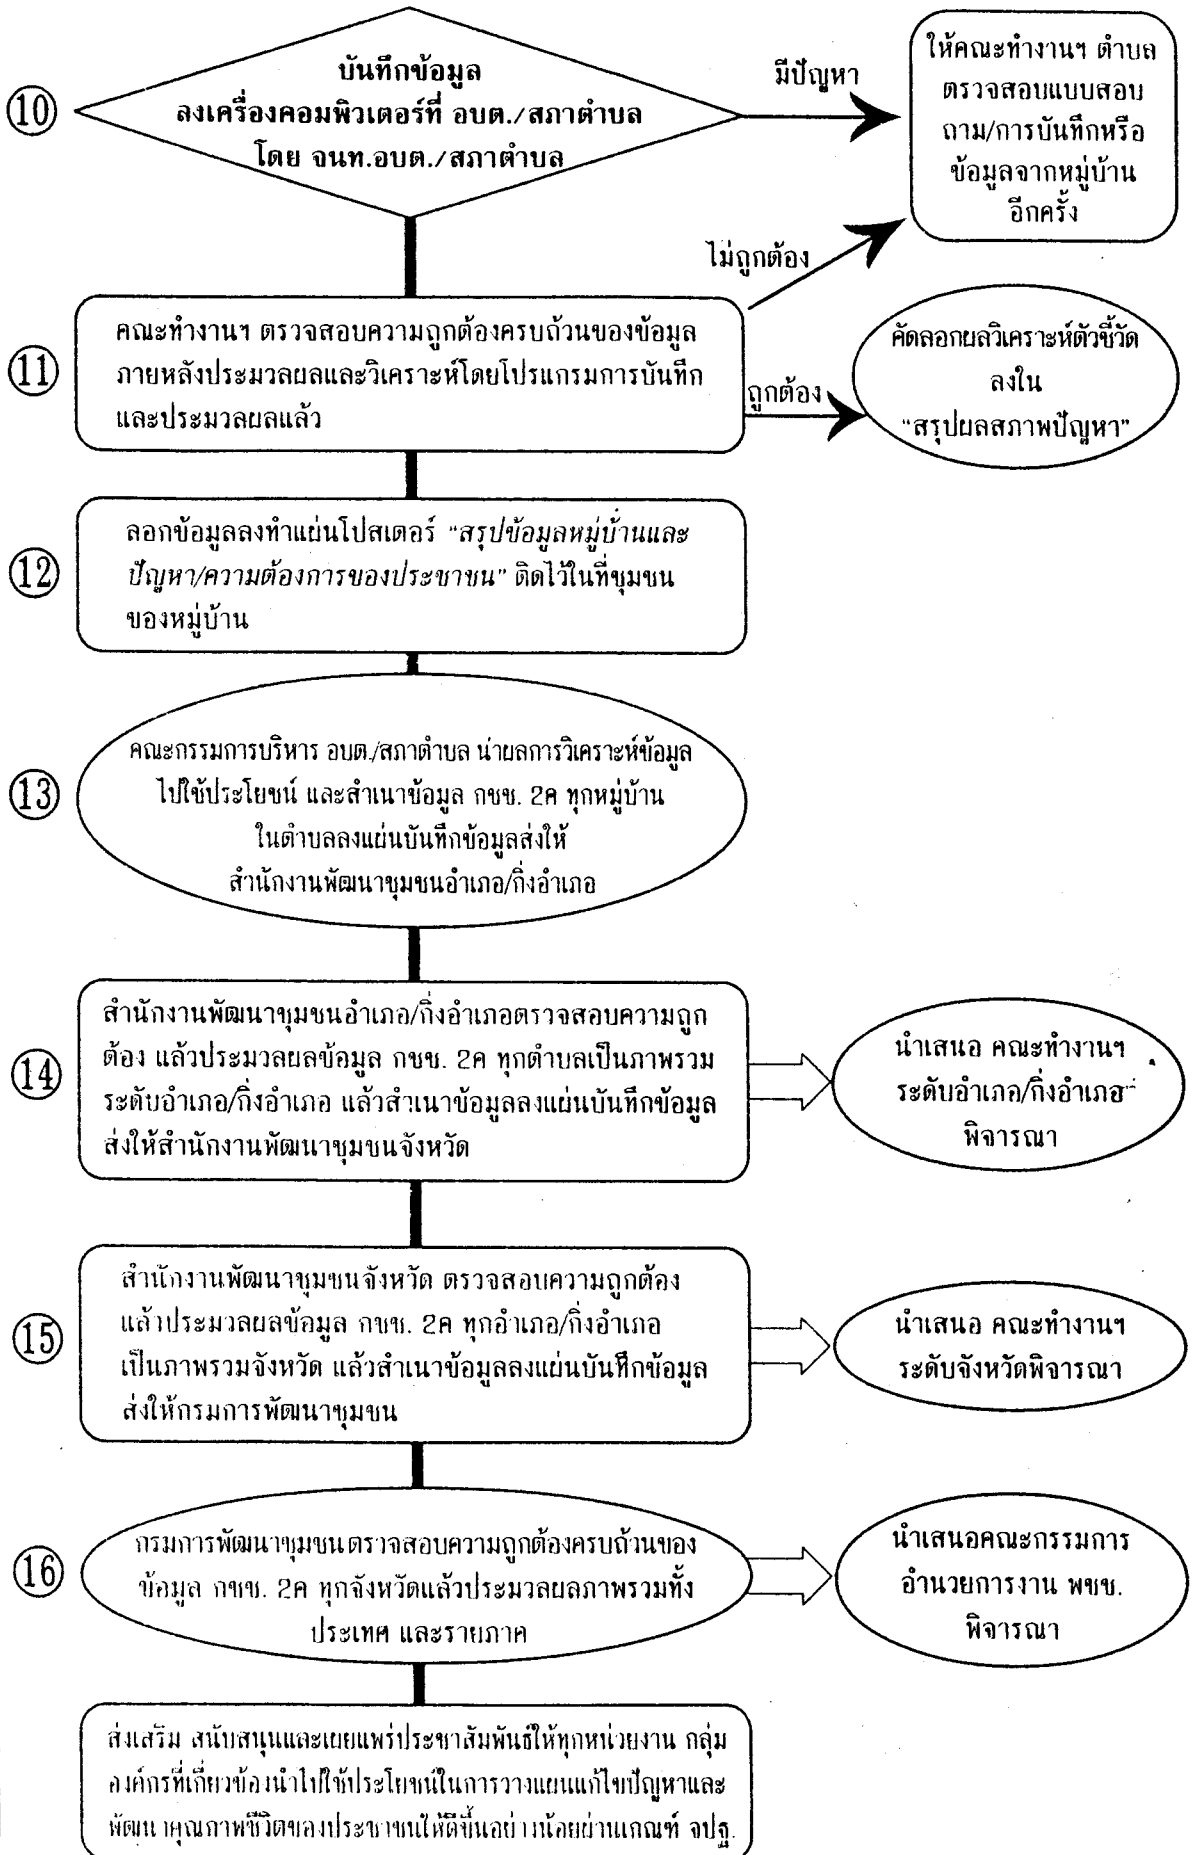 ⑩
บันทึกข้อมูล
ลงเครื่องคอมพิวเตอร์ที่ อบต./สภาตำบล
โดย จนท.อบต./สภาตำบล
มีปัญหา
ให้คณะทำงานฯ ตำบล
ตรวจสอบแบบสอบ
ถาม/การบันทึกหรือ
ข้อมูลจากหมู่บ้าน
อีกครั้ง
ไม่ถูกต้อง
⑪
คณะทำงานฯ ตรวจสอบความถูกต้องครบถ้วนของข้อมูล
ภายหลังประมวลผลและวิเคราะห์โดยโปรแกรมการบันทึก
และประมวลผลแล้ว
ถูกต้อง
คัดลอกผลวิเคราะห์ตัวชี้วัด
ลงใน
“สรุปผลสภาพปัญหา”
⑫
ลอกข้อมูลลงทำแผ่นโปสเตอร์ “สรุปข้อมูลหมู่บ้านและ
ปัญหา/ความต้องการของประชาชน” ติดไว้ในที่ชุมชน
ของหมู่บ้าน
⑬
คณะกรรมการบริหาร อบต./สภาตำบล นำผลการวิเคราะห์ข้อมูล
ไปใช้ประโยชน์ และสำเนาข้อมูล กชช. 2ค ทุกหมู่บ้าน
ในตำบลลงแผ่นบันทึกข้อมูลส่งให้
สำนักงานพัฒนาชุมชนอำเภอ/กิ่งอำเภอ
⑭
สำนักงานพัฒนาชุมชนอำเภอ/กิ่งอำเภอตรวจสอบความถูก
ต้อง แล้วประมวลผลข้อมูล กชช. 2ค ทุกตำบลเป็นภาพรวม
ระดับอำเภอ/กิ่งอำเภอ แล้วสำเนาข้อมูลลงแผ่นบันทึกข้อมูล
ส่งให้สำนักงานพัฒนาชุมชนจังหวัด
นำเสนอ คณะทำงานฯ
ระดับอำเภอ/กิ่งอำเภอ
พิจารณา
⑮
สำนักงานพัฒนาชุมชนจังหวัด ตรวจสอบความถูกต้อง
แล้วประมวลผลข้อมูล กชช. 2ค ทุกอำเภอ/กิ่งอำเภอ
เป็นภาพรวมจังหวัด แล้วสำเนาข้อมูลลงแผ่นบันทึกข้อมูล
ส่งให้กรมการพัฒนาชุมชน
นำเสนอ คณะทำงานฯ
ระดับจังหวัดพิจารณา
⑯
กรมการพัฒนาชุมชนตรวจสอบความถูกต้องครบถ้วนของ
ข้อมูล กชช. 2ค ทุกจังหวัดแล้วประมวลผลภาพรวมทั้ง
ประเทศ และรายภาค
นำเสนอคณะกรรมการ
อำนวยการงาน พชช.
พิจารณา
ส่งเสริม สนับสนุนและเผยแพร่ประชาสัมพันธ์ให้ทุกหน่วยงาน กลุ่ม
องค์กรที่เกี่ยวข้องนำไปใช้ประโยชน์ในการวางแผนแก้ไขปัญหาและ
พัฒนาคุณภาพชีวิตของประชาชนให้ดีขึ้นอย่างน้อยผ่านเกณฑ์ จปฐ.